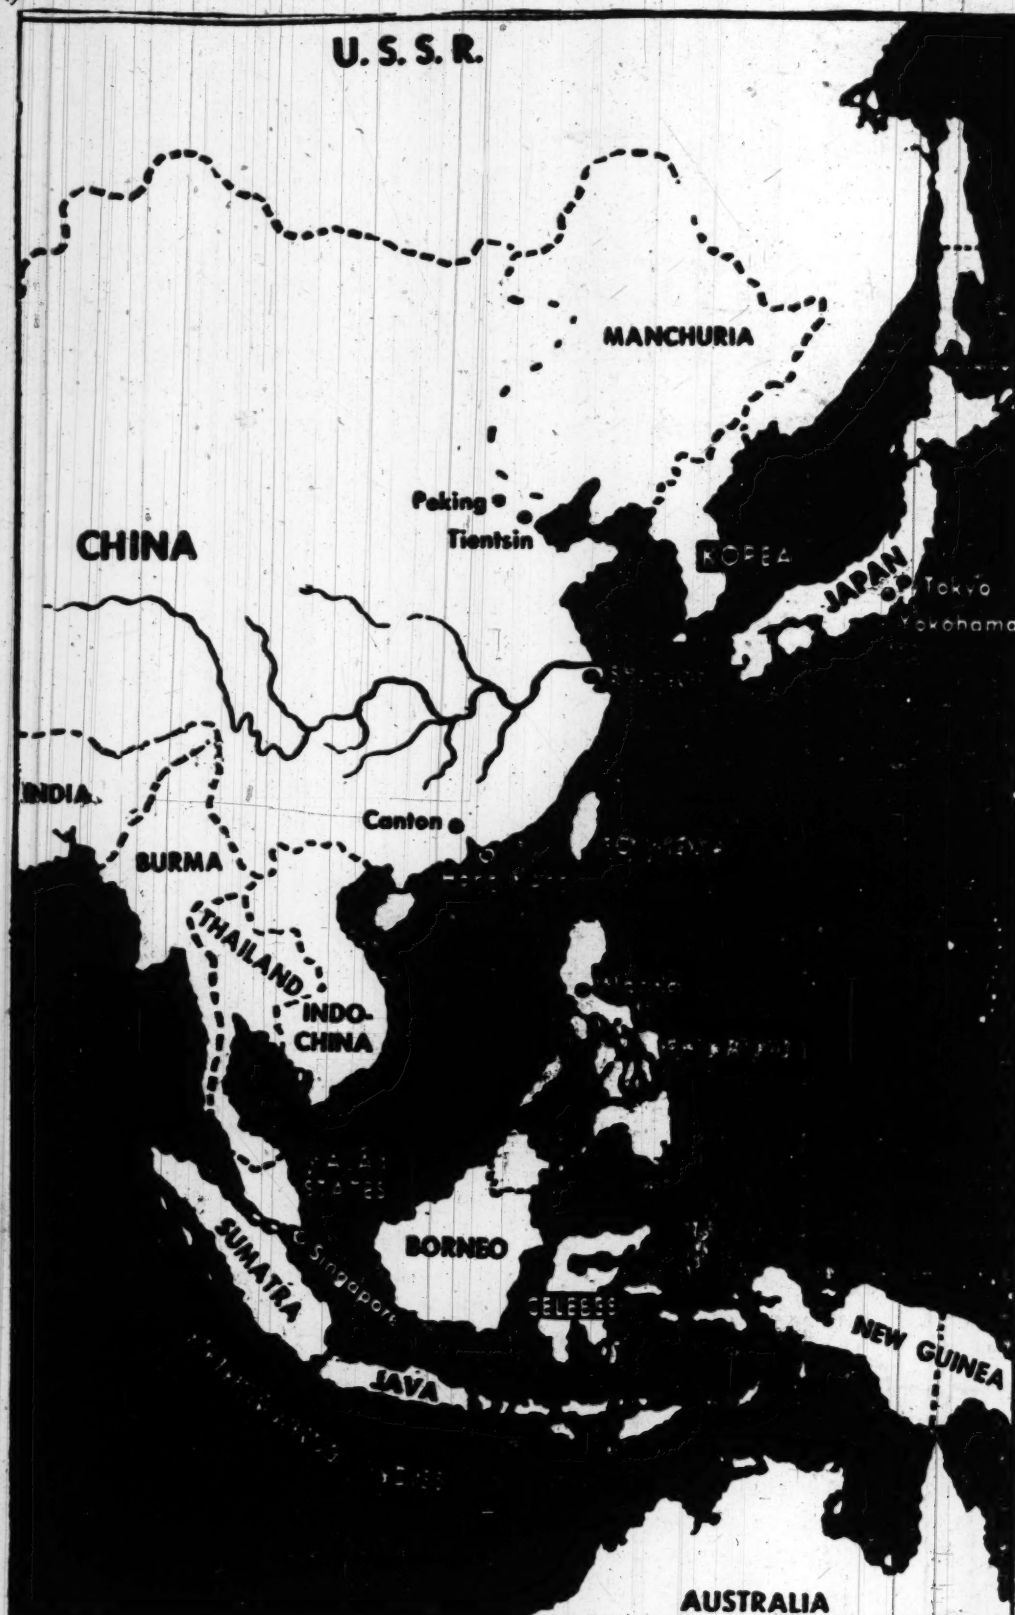 U. S. S. R.
MANCHURIA
Peking
Tientsin
CHINA
KOREA
JAPAN
Tokyo
Yokohama
INDIA
Canton
BURMA
THAILAND
INDO-
CHINA
STATES
Singapore
SUMATRA
BORNEO
CELEBES
NEW GUINEA
JAVA
AUSTRALIA